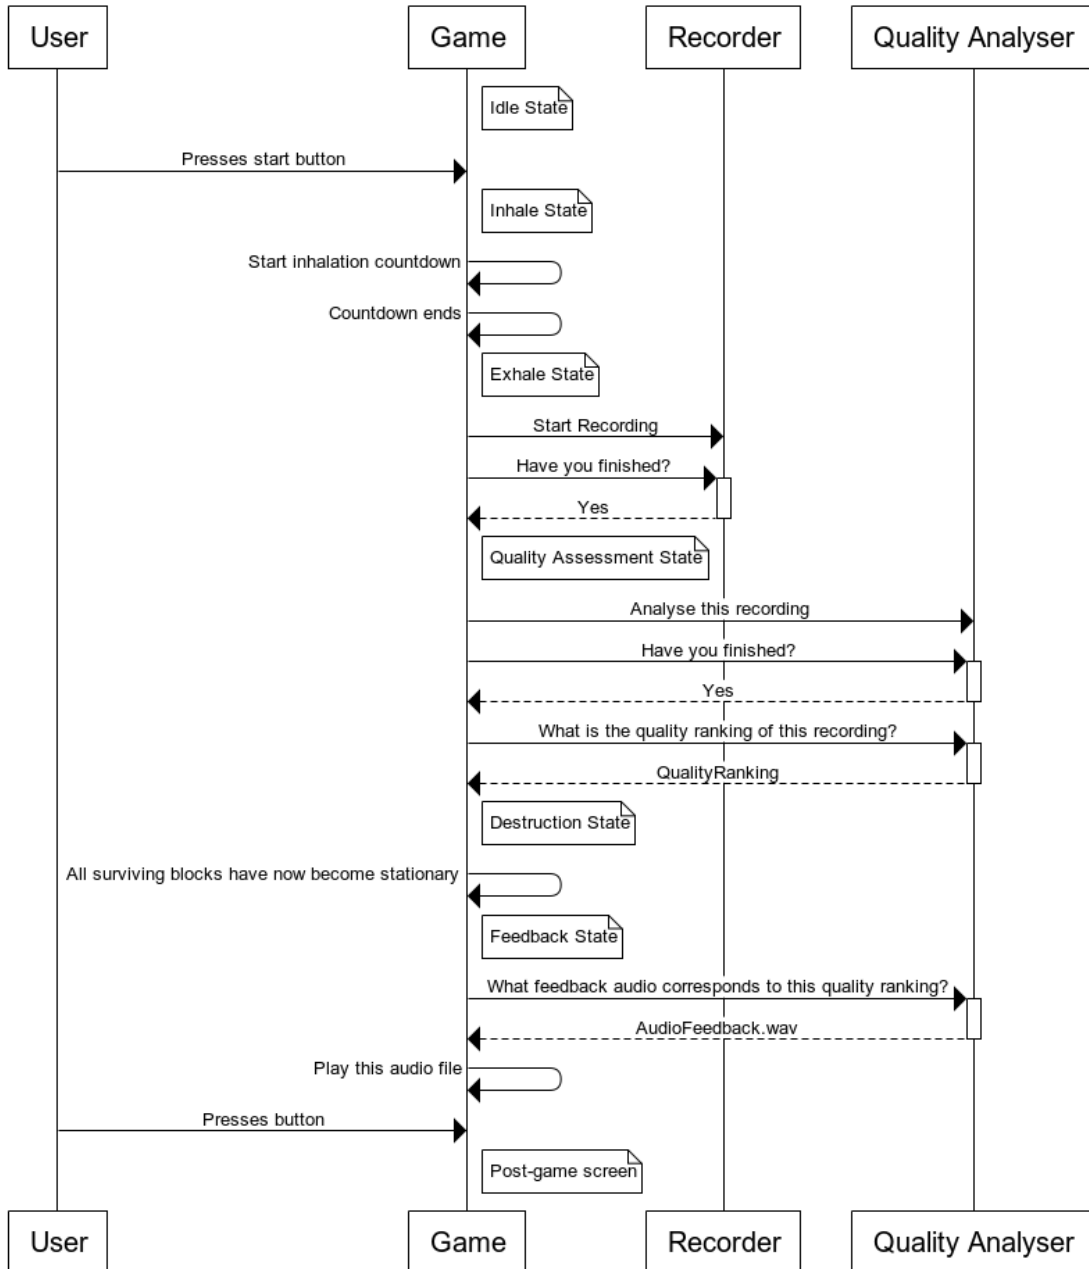 User
Game
Recorder
Quality Analyser
Idle State
Presses start button
Inhale State
Start inhalation countdown
Countdown ends
Exhale State
Start Recording
Have you finished?
Yes
Quality Assessment State
Analyse this recording
Have you finished?
Yes
What is the quality ranking of this recording?
QualityRanking
Destruction State
All surviving blocks have now become stationary
Feedback State
What feedback audio corresponds to this quality ranking?
AudioFeedback.wav
Play this audio file
Presses button
Post-game screen
User
Game
Recorder
Quality Analyser